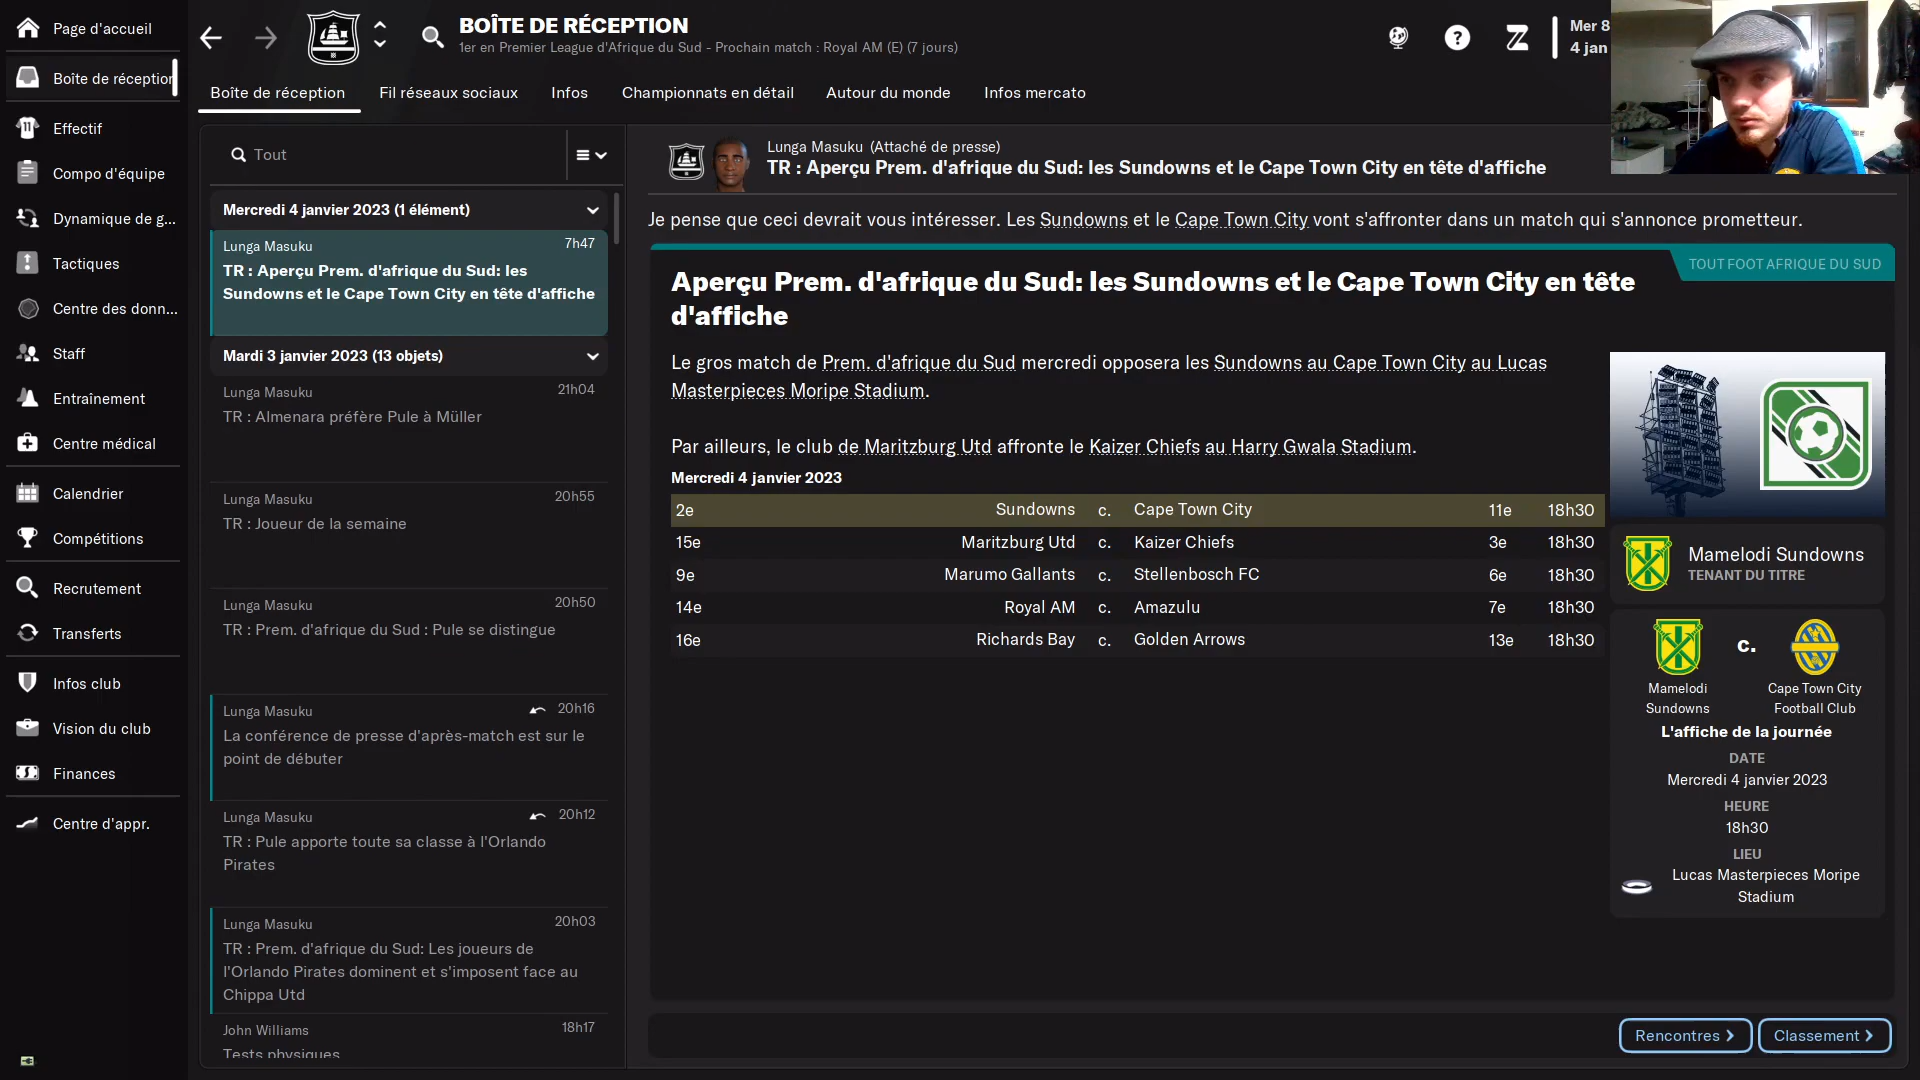 Page d'accueil
Boîte de réception
Effectif
Compo d'équipe
Dynamique de g...
Tactiques
Centre des donn...
Staff
Entraînement
Centre médical
Calendrier
Compétitions
Recrutement
Transferts
Infos club
Vision du club
Finances
Centre d'appr.
BOÎTE DE RÉCEPTION
1er en Premier League d'Afrique du Sud - Prochain match : Royal AM (E) (7 jours)
Mer 8
4 jan
Boîte de réception Fil réseaux sociaux Infos Championnats en détail Autour du monde Infos mercato
Tout
Mercredi 4 janvier 2023 (1 élément)
Lunga Masuku 7h47
TR : Aperçu Prem. d'afrique du Sud: les
Sundowns et le Cape Town City en tête d'affiche
Mardi 3 janvier 2023 (13 objets)
Lunga Masuku 21h04
TR : Almenara préfère Pule à Müller
Lunga Masuku 20h55
TR : Joueur de la semaine
Lunga Masuku 20h50
TR : Prem. d'afrique du Sud : Pule se distingue
Lunga Masuku 20h16
La conférence de presse d'après-match est sur le
point de débuter
Lunga Masuku 20h12
TR : Pule apporte toute sa classe à l'Orlando
Pirates
Lunga Masuku 20h03
TR : Prem. d'afrique du Sud: Les joueurs de
l'Orlando Pirates dominent et s'imposent face au
Chippa Utd
John Williams 18h17
Tests physiques
Lunga Masuku (Attaché de presse)
TR : Aperçu Prem. d'afrique du Sud: les Sundowns et le Cape Town City en tête d'affiche
Je pense que ceci devrait vous intéresser. Les Sundowns et le Cape Town City vont s'affronter dans un match qui s'annonce prometteur.
TOUT FOOT AFRIQUE DU SUD
Aperçu Prem. d'afrique du Sud: les Sundowns et le Cape Town City en tête
d'affiche
Le gros match de Prem. d'afrique du Sud mercredi opposera les Sundowns au Cape Town City au Lucas
Masterpieces Moripe Stadium.
Par ailleurs, le club de Maritzburg Utd affronte le Kaizer Chiefs au Harry Gwala Stadium.
Mercredi 4 janvier 2023
2e Sundowns c. Cape Town City 11e 18h30
15e Maritzburg Utd c. Kaizer Chiefs 3e 18h30
9e Marumo Gallants c. Stellenbosch FC 6e 18h30
14e Royal AM c. Amazulu 7e 18h30
16e Richards Bay c. Golden Arrows 13e 18h30
Mamelodi Sundowns
TENANT DU TITRE
c.
Mamelodi
Sundowns
Cape Town City
Football Club
L'affiche de la journée
DATE
Mercredi 4 janvier 2023
HEURE
18h30
LIEU
Lucas Masterpieces Moripe
Stadium
Rencontres
Classement